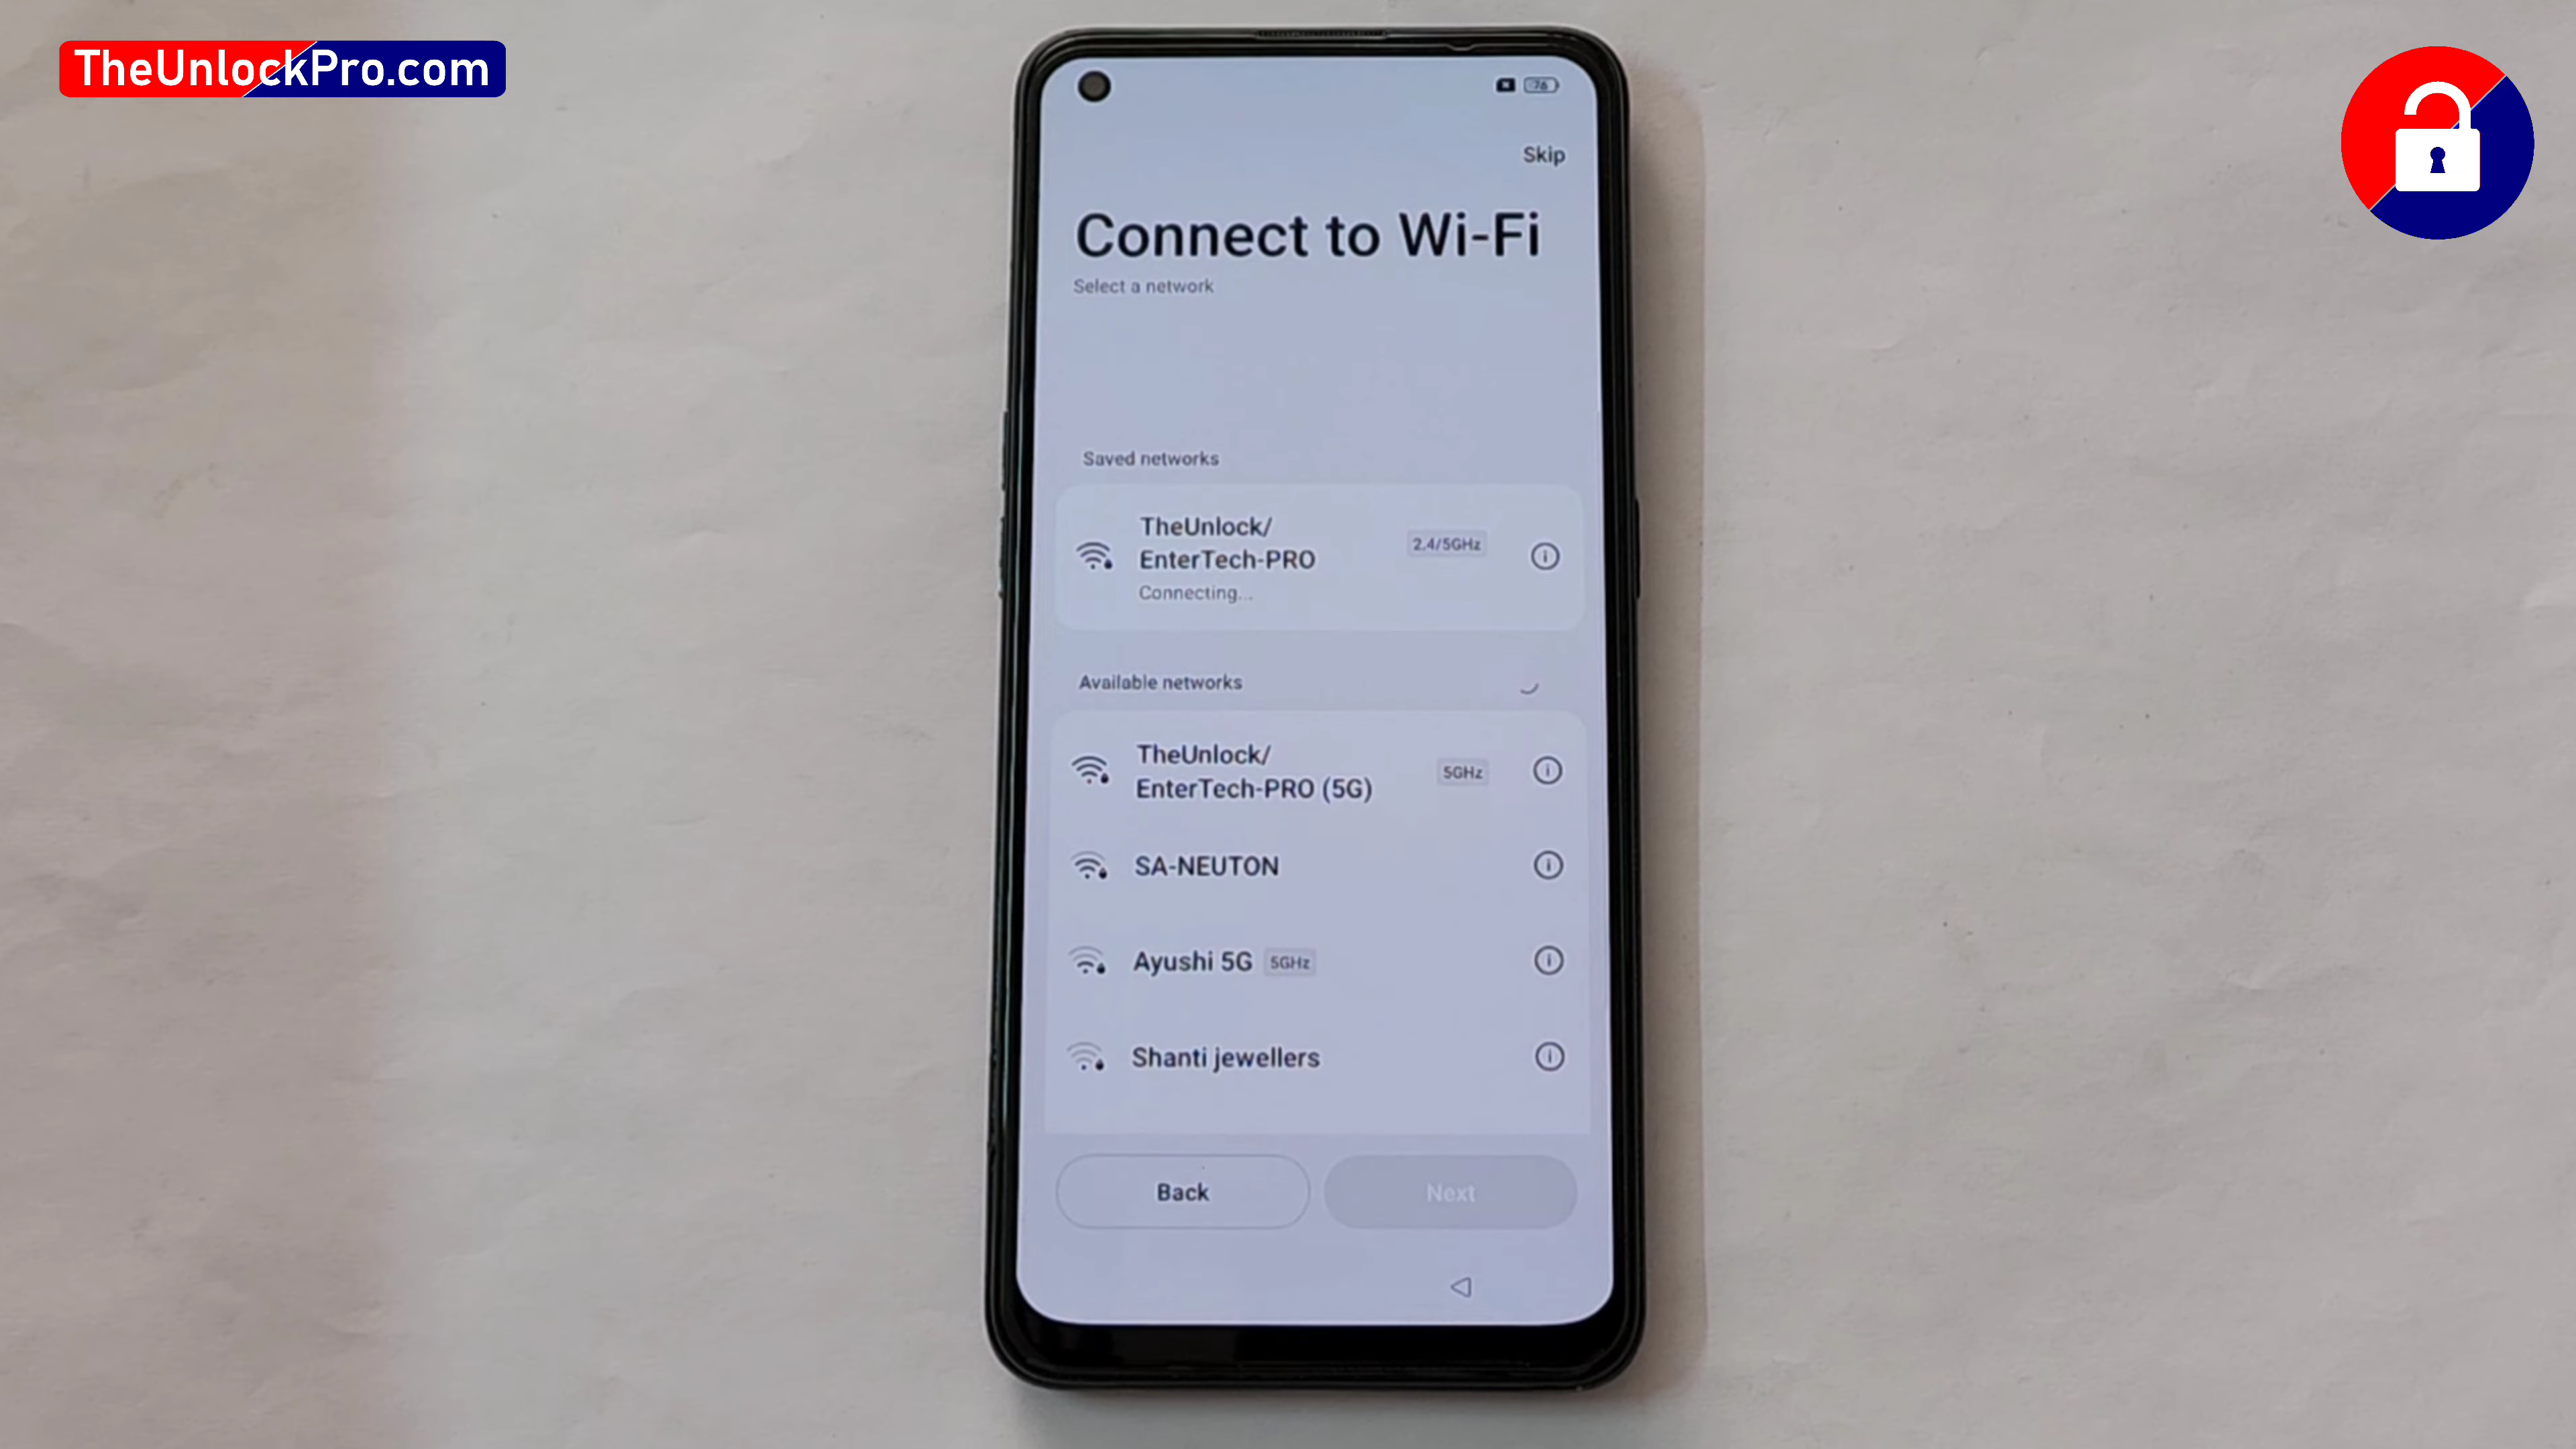 TheUnlockPro.com
76
Skip
Connect to Wi-Fi
Select a network
Saved networks
TheUnlock/
EnterTech-PRO
2.4/5GHz
Connecting...
Available networks
TheUnlock/
EnterTech-PRO (5G)
5GHz
SA-NEUTON
Ayushi 5G 5GHz
Shanti jewellers
Back
Next